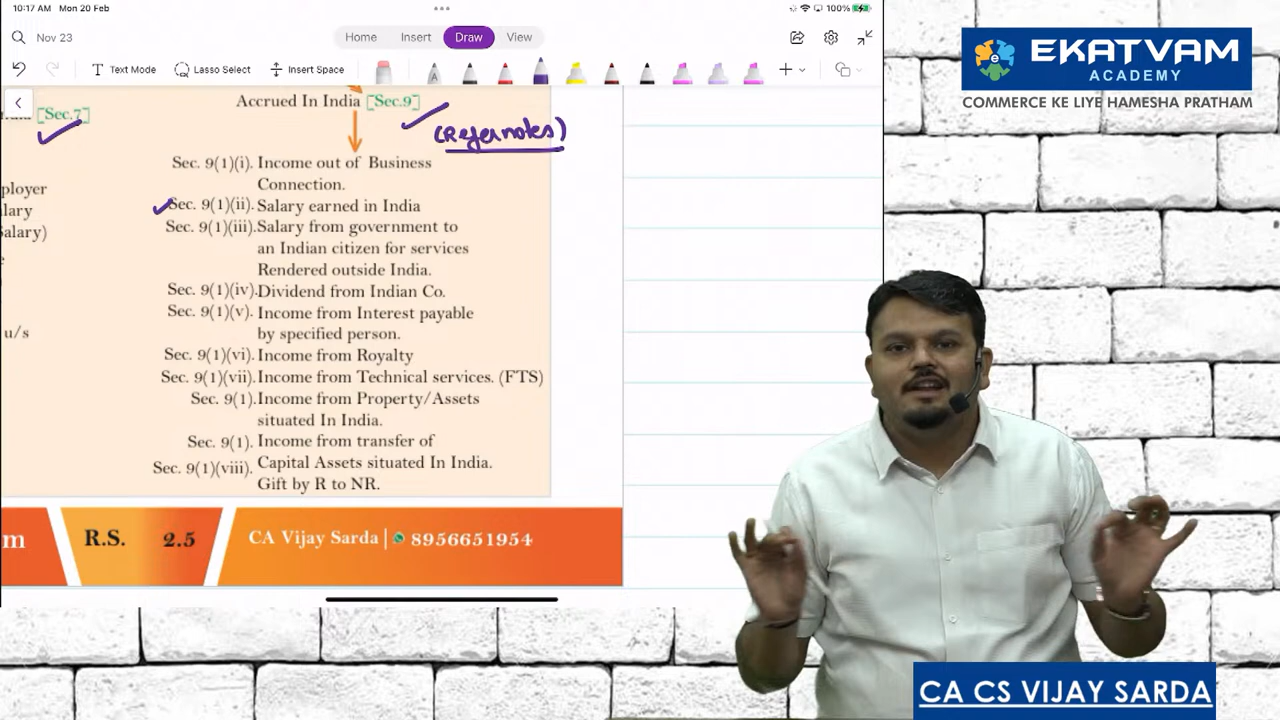 10:17 AM Mon 20 Feb
100%
Nov 23
Home Insert Draw View
Text Mode
Lasso Select
Insert Space
A
[Sec.7]
Accrued In India [Sec.9]
(Refer notes)
Sec. 9(1)(i). Income out of Business
Connection.
Sec. 9(1)(ii). Salary earned in India
Sec. 9(1)(iii). Salary from government to
an Indian citizen for services
Rendered outside India.
Sec. 9(1)(iv). Dividend from Indian Co.
Sec. 9(1)(v). Income from Interest payable
by specified person.
Sec. 9(1)(vi). Income from Royalty
Sec. 9(1)(vii). Income from Technical services. (FTS)
Sec. 9(1). Income from Property/Assets
situated In India.
Sec. 9(1). Income from transfer of
Sec. 9(1)(viii). Capital Assets situated In India.
Gift by R to NR.
ployer
lary
Salary)
e
u/s
m
R.S. 2.5
CA Vijay Sarda | 8956651954
e
EKATVAM
ACADEMY
COMMERCE KE LIYE HAMESHA PRATHAM
CA CS VIJAY SARDA